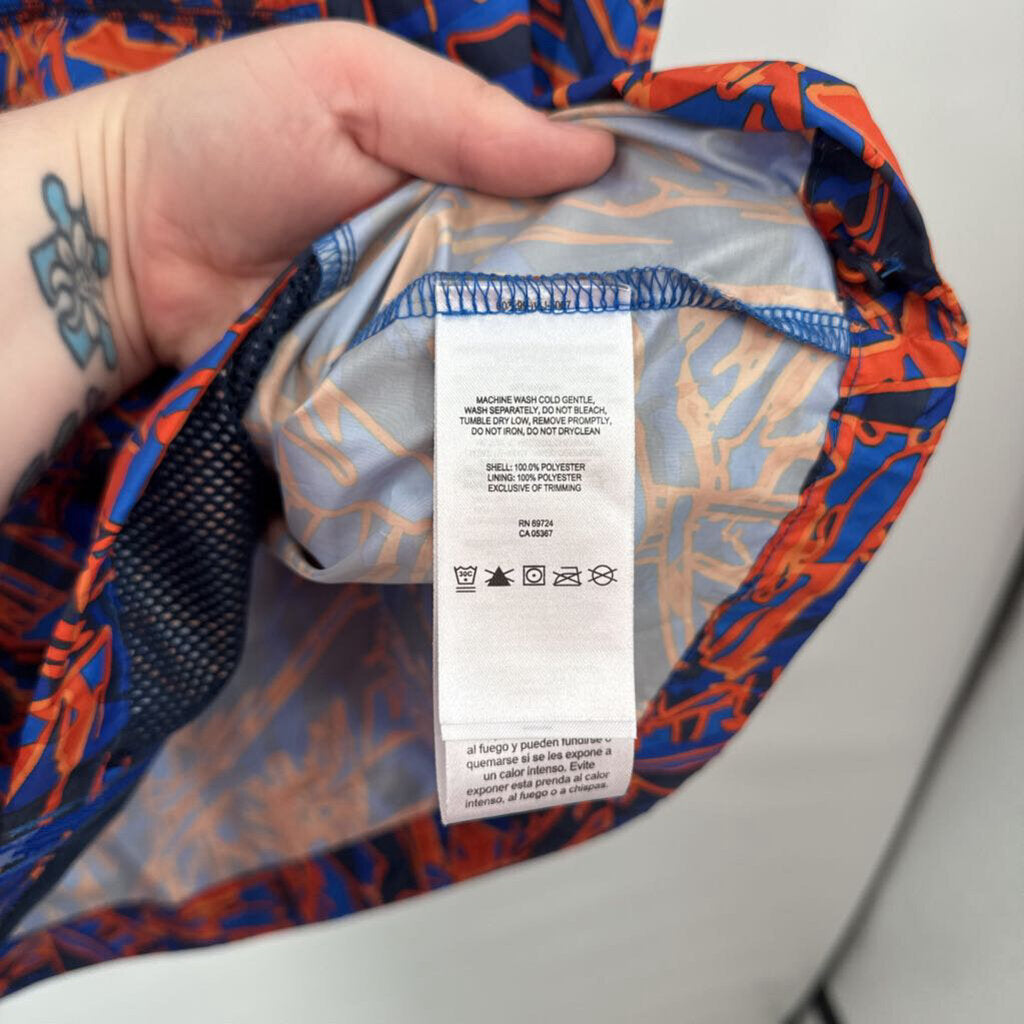 MACHINE WASH COLD GENTLE,
WASH SEPARATELY, DO NOT BLEACH,
TUMBLE DRY LOW, REMOVE PROMPTLY,
DO NOT IRON, DO NOT DRYCLEAN
SHELL: 100.0% POLYESTER
LINING: 100% POLYESTER
EXCLUSIVE OF TRIMMING
RN 69724
CA 05367
30C
al fuego y pueden fundirse o
quemarse si se les expone a
un calor intenso. Evite
exponer esta prenda al calor
intenso, al fuego o a chispas.